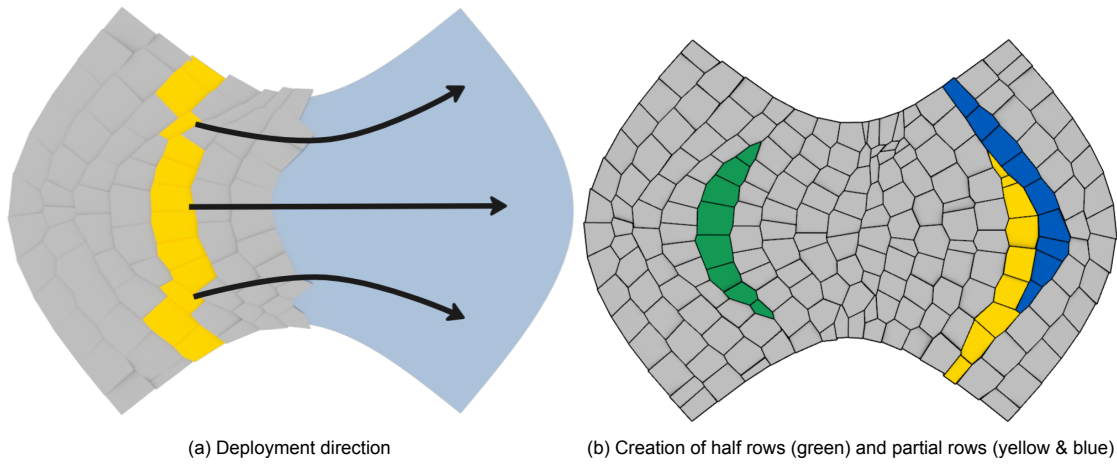 (a) Deployment direction
(b) Creation of half rows (green) and partial rows (yellow & blue)